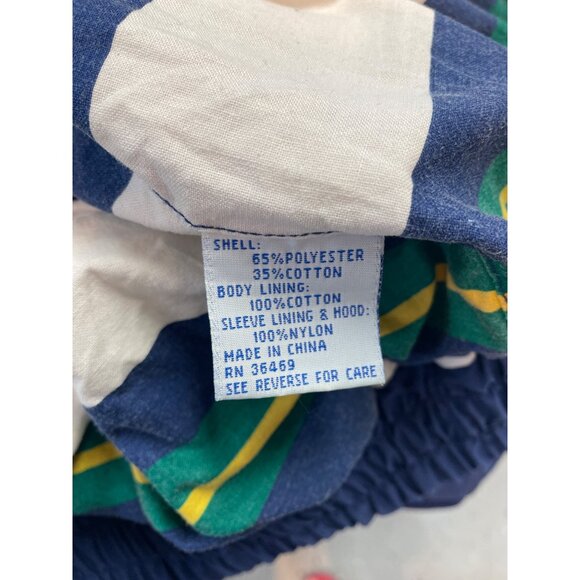 SHELL:
65%POLYESTER
35%COTTON
BODY LINING:
100%COTTON
SLEEVE LINING & HOOD:
100%NYLON
MADE IN CHINA
RN 36469
SEE REVERSE FOR CARE